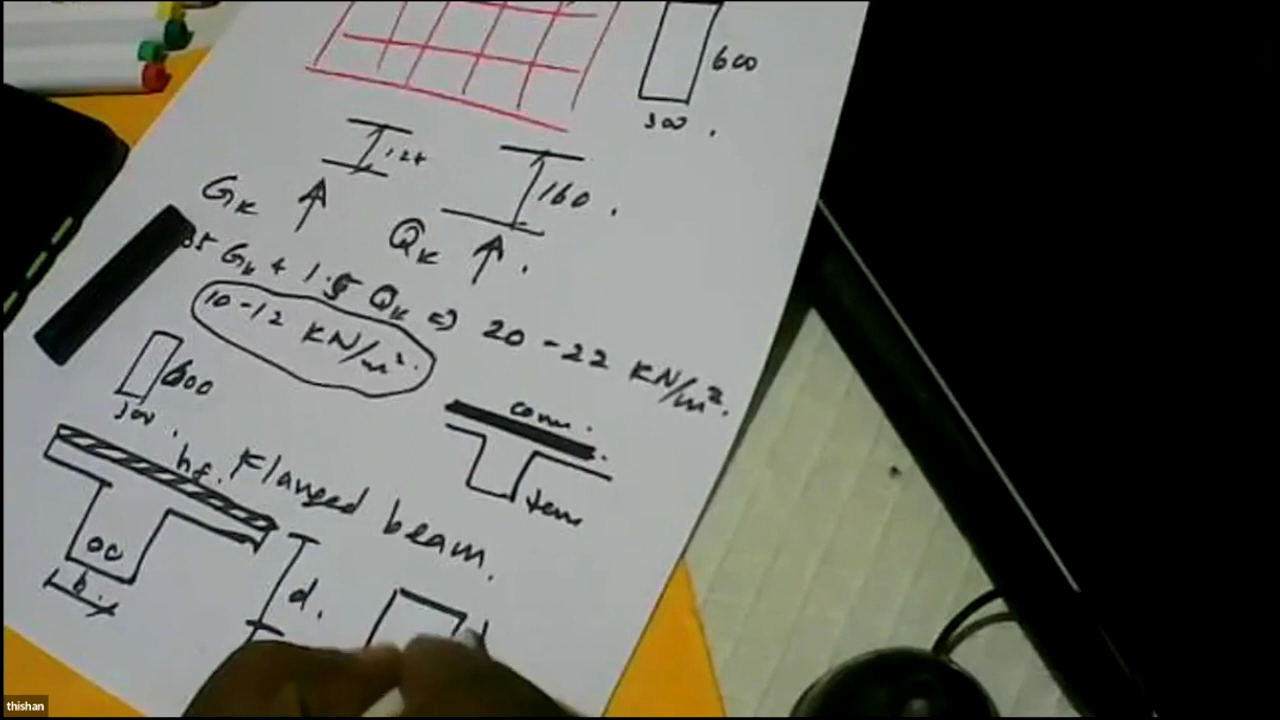 600
300 .
125
160 .
GK ↑
QK ↑ .
35 GK + 1.5 QK => 20 - 22 KN/m².
10 - 12 KN/m².
600
300 .
com .
hf.
Flanged beam.
ten
b
d .
thishan